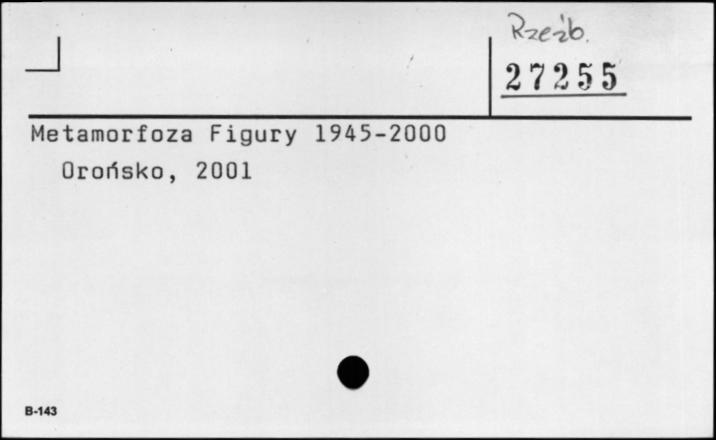 Rzeźb.
27255
Metamorfoza Figury 1945-2000
Orońsko, 2001
B-143